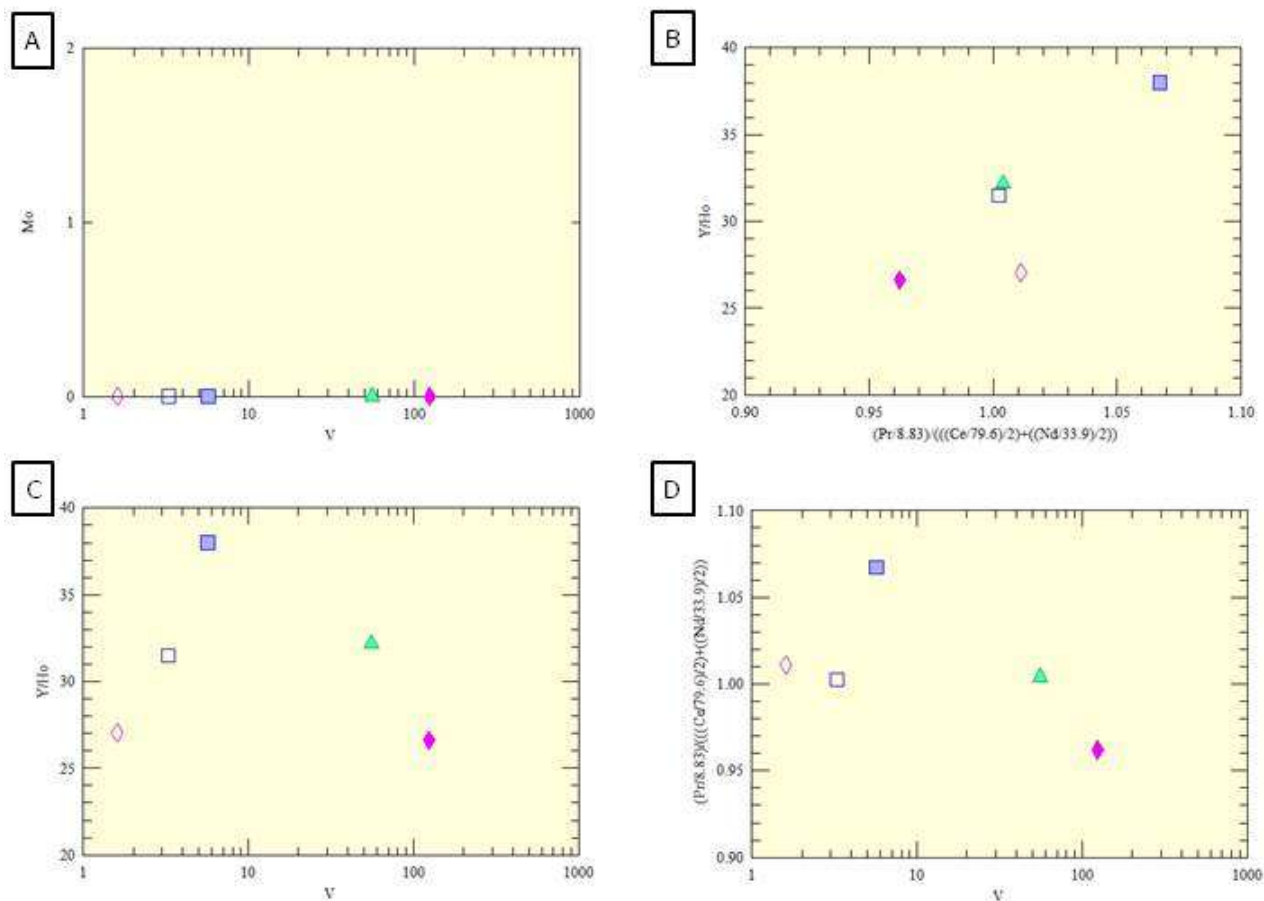 A
2
1
0
Mo
1 10 100 1000
V
B
40
35
30
25
20
Y/Ho
0.90 0.95 1.00 1.05 1.10
(Pr/8.83)/(((Ce/79.6)/2)+((Nd/33.9)/2))
C
40
35
30
25
20
Y/Ho
1 10 100 1000
V
D
1.10
1.05
1.00
0.95
0.90
(Pr/8.83)/(((Ce/79.6)/2)+((Nd/33.9)/2))
1 10 100 1000
V